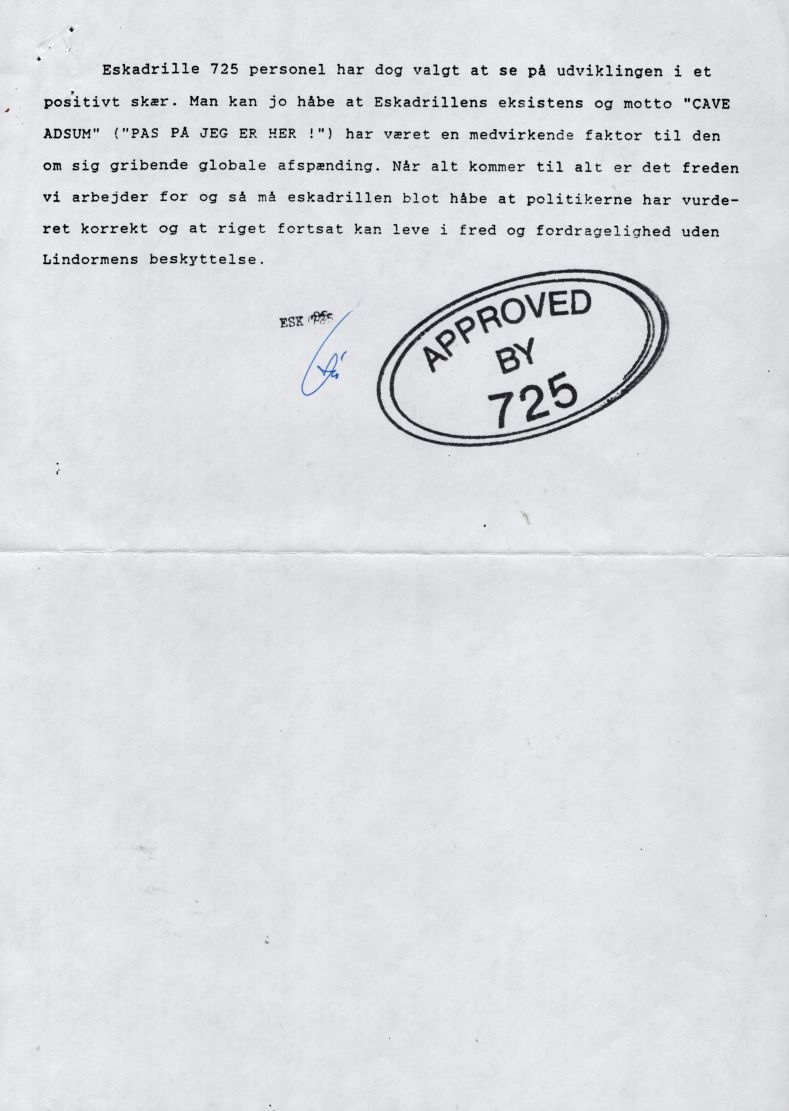 Eskadrille 725 personel har dog valgt at se på udviklingen i et
positivt skær. Man kan jo håbe at Eskadrillens eksistens og motto "CAVE
ADSUM" ("PAS PÅ JEG ER HER !") har været en medvirkende faktor til den
om sig gribende globale afspænding. Når alt kommer til alt er det freden
vi arbejder for og så må eskadrillen blot håbe at politikerne har vurde-
ret korrekt og at riget fortsat kan leve i fred og fordragelighed uden
Lindormens beskyttelse.
ESK
APPROVED
BY
725